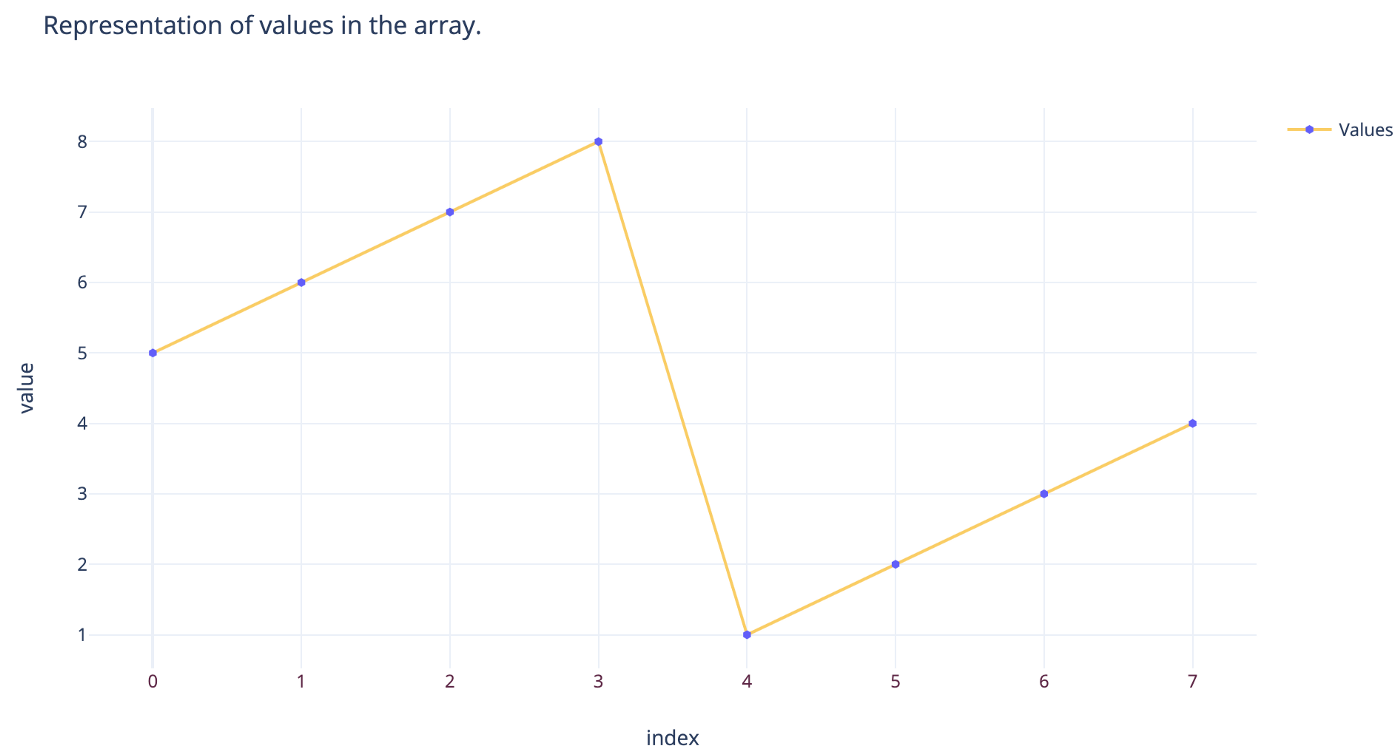 Representation of values in the array.
Values
8
7
6
5
4
3
2
1
value
0 1 2 3 4 5 6 7
index